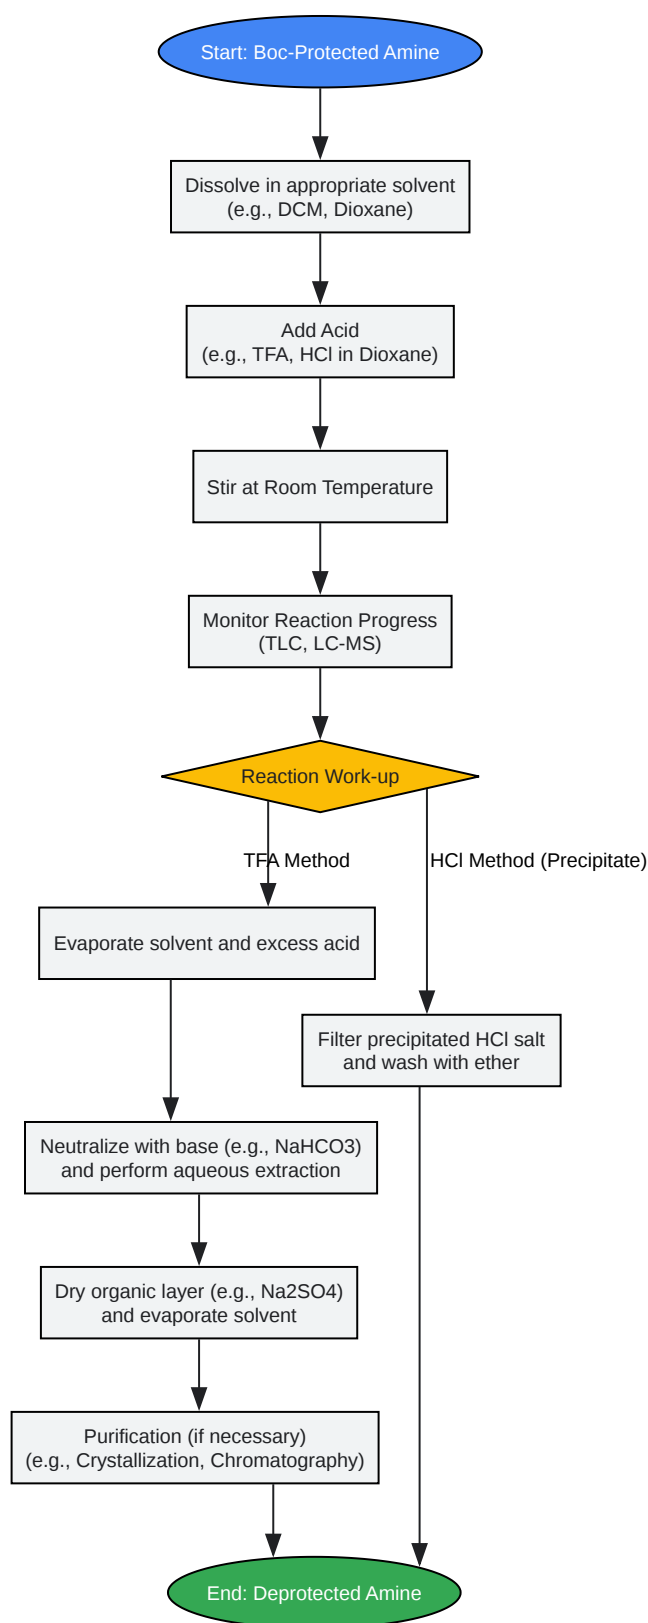 Start: Boc-Protected Amine
Dissolve in appropriate solvent
(e.g., DCM, Dioxane)
Add Acid
(e.g., TFA, HCl in Dioxane)
Stir at Room Temperature
Monitor Reaction Progress
(TLC, LC-MS)
Reaction Work-up
TFA Method
HCl Method (Precipitate)
Evaporate solvent and excess acid
Filter precipitated HCl salt
and wash with ether
Neutralize with base (e.g., NaHCO3)
and perform aqueous extraction
Dry organic layer (e.g., Na2SO4)
and evaporate solvent
Purification (if necessary)
(e.g., Crystallization, Chromatography)
End: Deprotected Amine